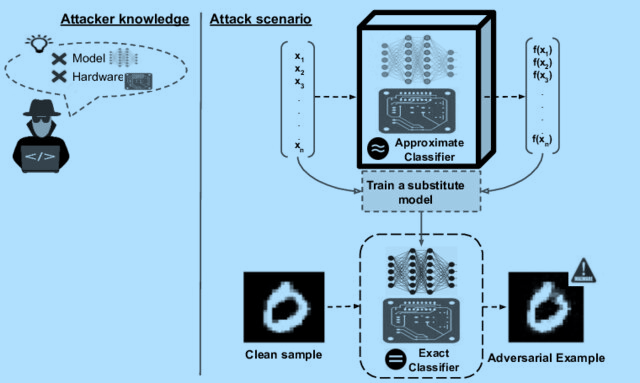 Attacker knowledge
Attack scenario
Model
Hardware
</>
x1
x2
x3
.
.
.
xn
f(x1)
f(x2)
f(x3)
.
.
.
f(xn)
≈ Approximate
Classifier
Train a substitute
model
= Exact
Classifier
Clean sample
Adversarial Example